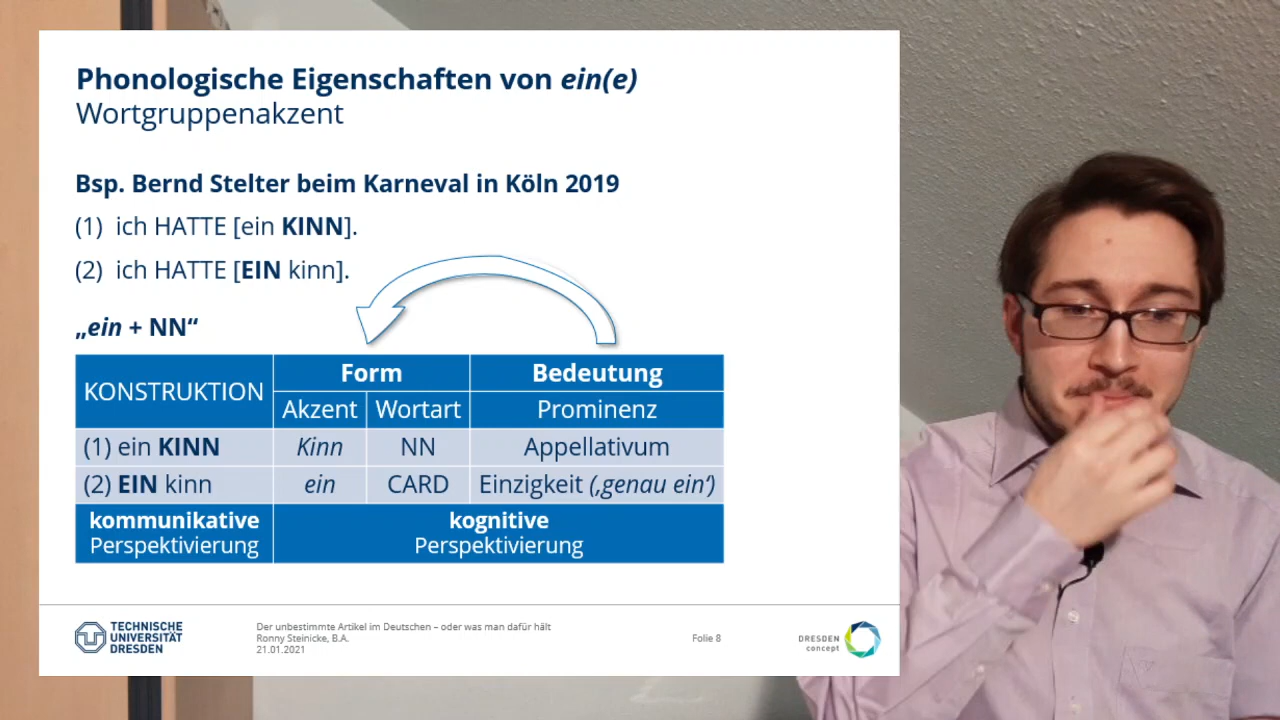 Phonologische Eigenschaften von ein(e)
Wortgruppenakzent
Bsp. Bernd Stelter beim Karneval in Köln 2019
(1) ich HATTE [ein KINN].
(2) ich HATTE [EIN kinn].
„ein + NN“
KONSTRUKTION
Form
Bedeutung
Akzent
Wortart
Prominenz
(1) ein KINN
Kinn
NN
Appellativum
(2) EIN kinn
ein
CARD
Einzigkeit (‚genau ein‘)
kommunikative
Perspektivierung
kognitive
Perspektivierung
TECHNISCHE
UNIVERSITÄT
DRESDEN
Der unbestimmte Artikel im Deutschen – oder was man dafür hält
Ronny Steinicke, B.A.
21.01.2021
Folie 8
DRESDEN
concept